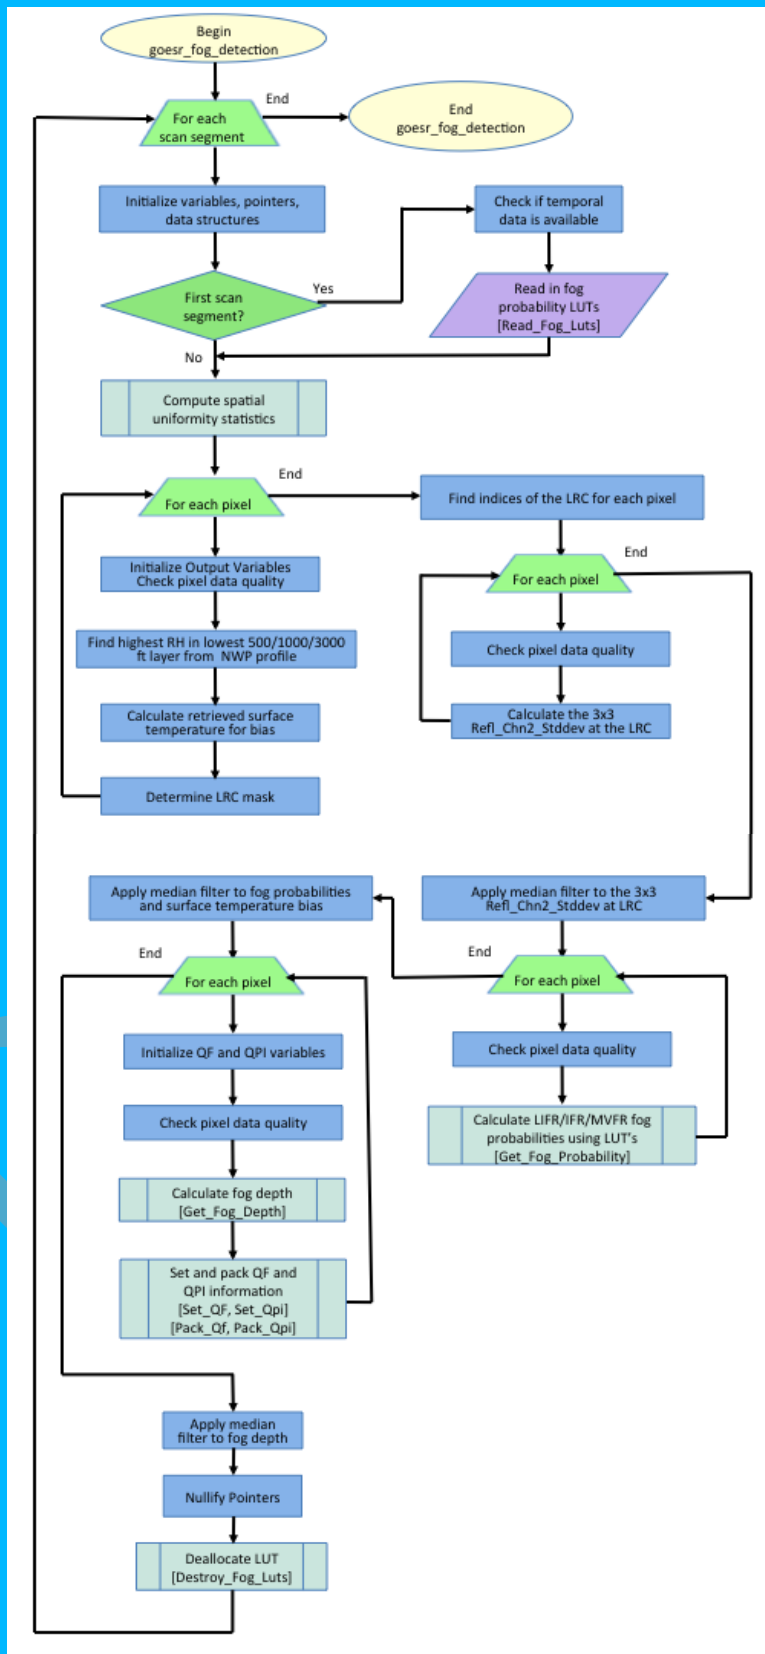 Begin
goesr_fog_detection
For each
scan segment
End
End
goesr_fog_detection
Initialize variables, pointers,
data structures
Check if temporal
data is available
First scan
segment?
Yes
Read in fog
probability LUTs
[Read_Fog_Luts]
No
Compute spatial
uniformity statistics
For each pixel
End
Find indices of the LRC for each pixel
Initialize Output Variables
Check pixel data quality
For each pixel
End
Find highest RH in lowest 500/1000/3000
ft layer from NWP profile
Check pixel data quality
Calculate retrieved surface
temperature for bias
Calculate the 3x3
Refl_Chn2_Stddev at the LRC
Determine LRC mask
Apply median filter to fog probabilities
and surface temperature bias
Apply median filter to the 3x3
Refl_Chn2_Stddev at LRC
End
For each pixel
End
For each pixel
Initialize QF and QPI variables
Check pixel data quality
Check pixel data quality
Calculate LIFR/IFR/MVFR fog
probabilities using LUT's
[Get_Fog_Probability]
Calculate fog depth
[Get_Fog_Depth]
Set and pack QF and
QPI information
[Set_QF, Set_Qpi]
[Pack_Qf, Pack_Qpi]
Apply median
filter to fog depth
Nullify Pointers
Deallocate LUT
[Destroy_Fog_Luts]